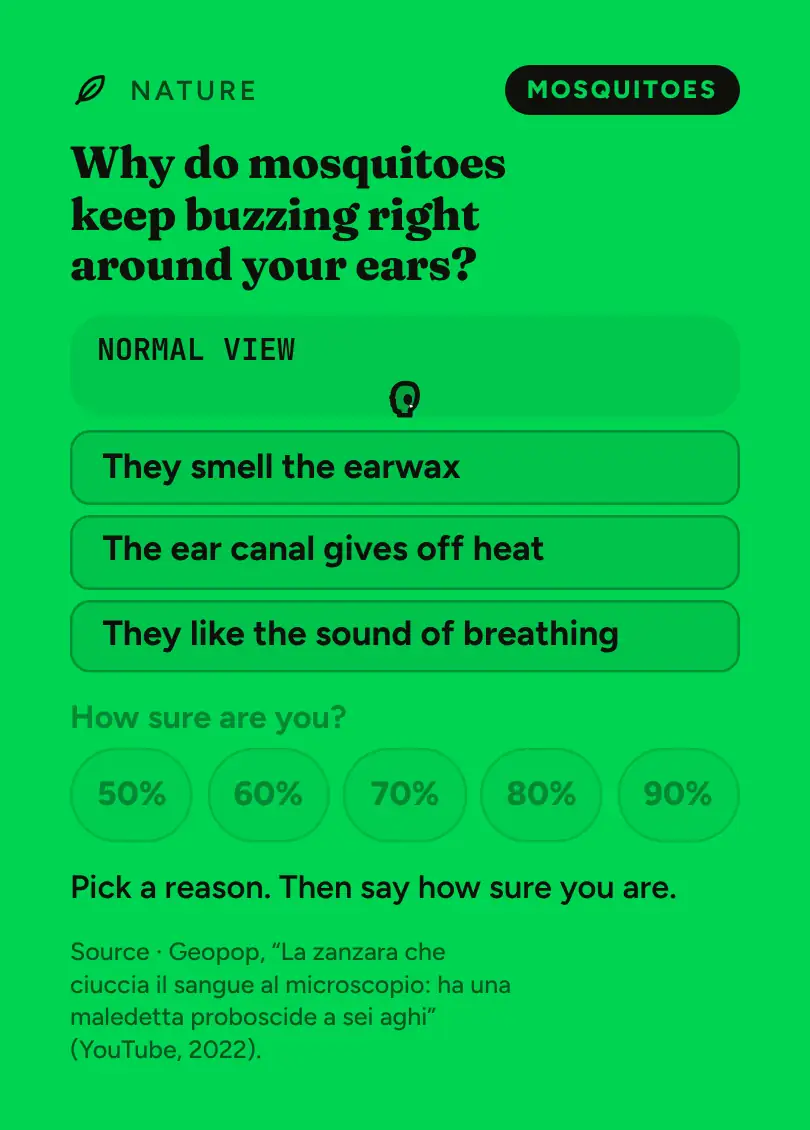 NATURE
MOSQUITOES
Why do mosquitoes
keep buzzing right
around your ears?
NORMAL VIEW
They smell the earwax
The ear canal gives off heat
They like the sound of breathing
How sure are you?
50% 60% 70% 80% 90%
Pick a reason. Then say how sure you are.
Source · Geopop, “La zanzara che
ciuccia il sangue al microscopio: ha una
maledetta proboscide a sei aghi”
(YouTube, 2022).